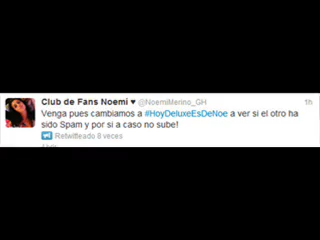 Club de Fans Noemí ♥ @NoemiMerino_GH 1h
Venga pues cambiamos a #HoyDeluxeEsDeNoe a ver si el otro ha
sido Spam y por si a caso no sube!
Retwitteado 8 veces